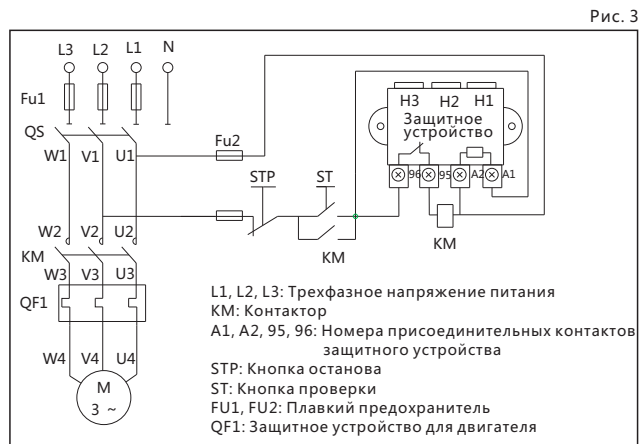 Рис. 3
L3 L2 L1 N
Fu1
QS
W1 V1 U1
Fu2
STP ST
H3 H2 H1
Защитное
устройство
96 95 A2 A1
KM
KM
W2 V2 U2
KM
W3 V3 U3
QF1
W4 V4 U4
M
3 ~
L1, L2, L3: Трехфазное напряжение питания
KM: Контактор
A1, A2, 95, 96: Номера присоединительных контактов
защитного устройства
STP: Кнопка останова
ST: Кнопка проверки
FU1, FU2: Плавкий предохранитель
QF1: Защитное устройство для двигателя